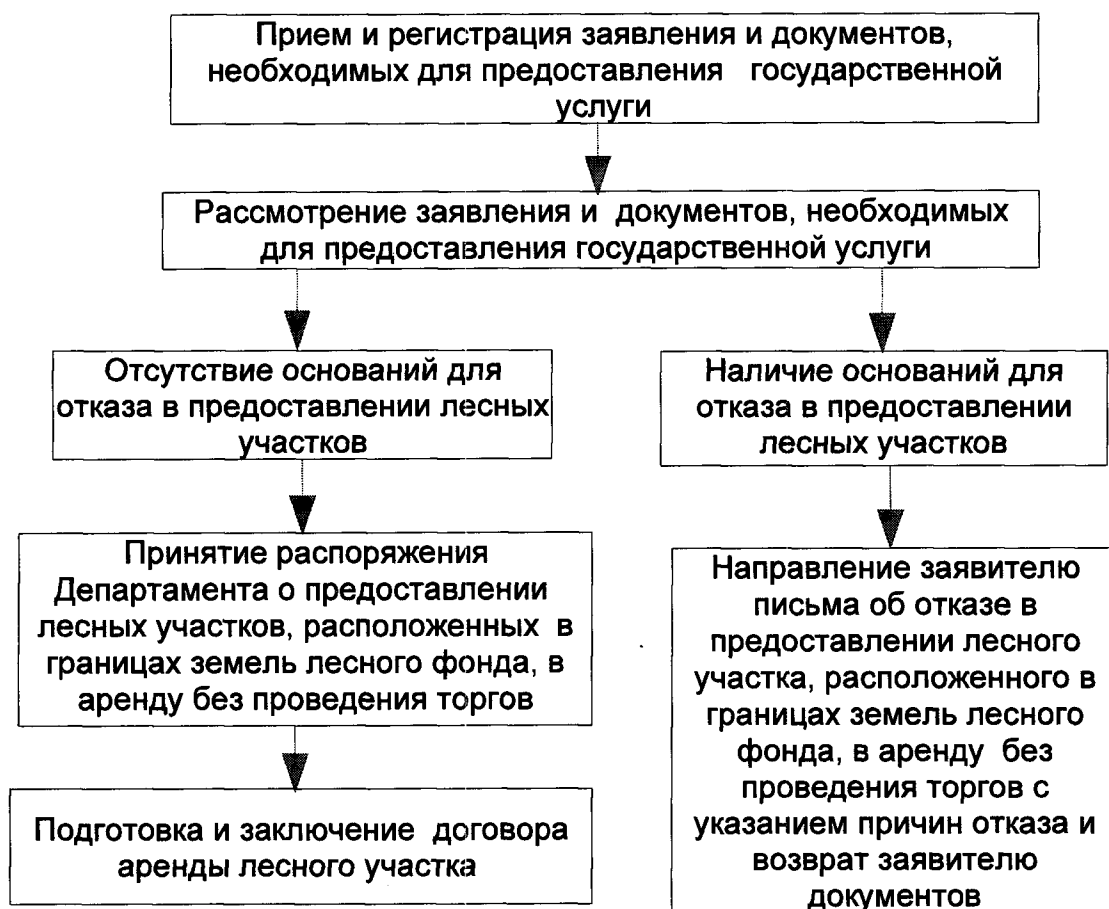 Прием и регистрация заявления и документов,
необходимых для предоставления государственной
услуги
Рассмотрение заявления и документов, необходимых
для предоставления государственной услуги
Отсутствие оснований для
отказа в предоставлении лесных
участков
Наличие оснований для
отказа в предоставлении
лесных участков
Принятие распоряжения
Департамента о предоставлении
лесных участков, расположенных в
границах земель лесного фонда, в
аренду без проведения торгов
Подготовка и заключение договора
аренды лесного участка
Направление заявителю
письма об отказе в
предоставлении лесного
участка, расположенного в
границах земель лесного
фонда, в аренду без
проведения торгов с
указанием причин отказа и
возврат заявителю
документов